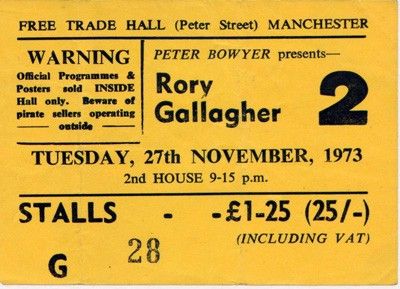 FREE TRADE HALL (Peter Street) MANCHESTER
WARNING
Official Programmes &
Posters sold INSIDE
Hall only. Beware of
pirate sellers operating
outside
PETER BOWYER presents—
Rory
Gallagher
2
TUESDAY, 27th NOVEMBER, 1973
2nd HOUSE 9-15 p.m.
STALLS - - £1-25 (25/-)
(INCLUDING VAT)
G 28